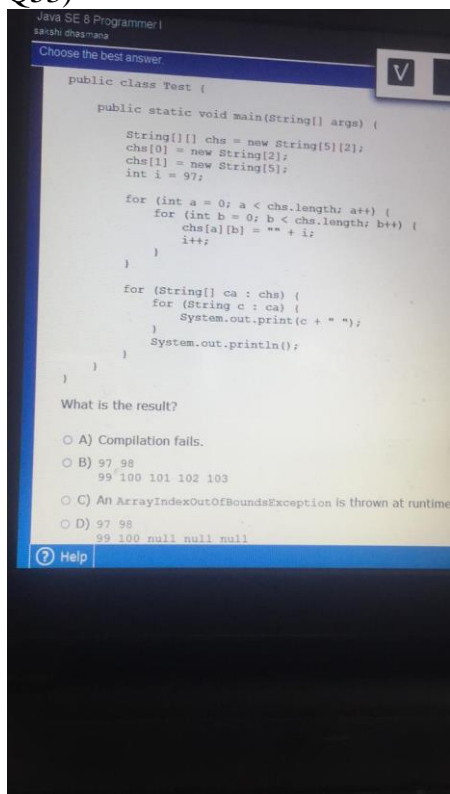 Java SE 8 Programmer I
sakshi dhasmana
Choose the best answer.
V
public class Test {
public static void main(String[] args) {
String[][] chs = new String[5][2];
chs[0] = new String[2];
chs[1] = new String[5];
int i = 97;
for (int a = 0; a < chs.length; a++) {
for (int b = 0; b < chs.length; b++) {
chs[a][b] = "" + i;
i++;
}
}
for (String[] ca : chs) {
for (String c : ca) {
System.out.print(c + " ");
}
System.out.println();
}
}
}
What is the result?
A) Compilation fails.
B) 97 98
99 100 101 102 103
C) An ArrayIndexOutOfBoundsException is thrown at runtime
D) 97 98
99 100 null null null
? Help